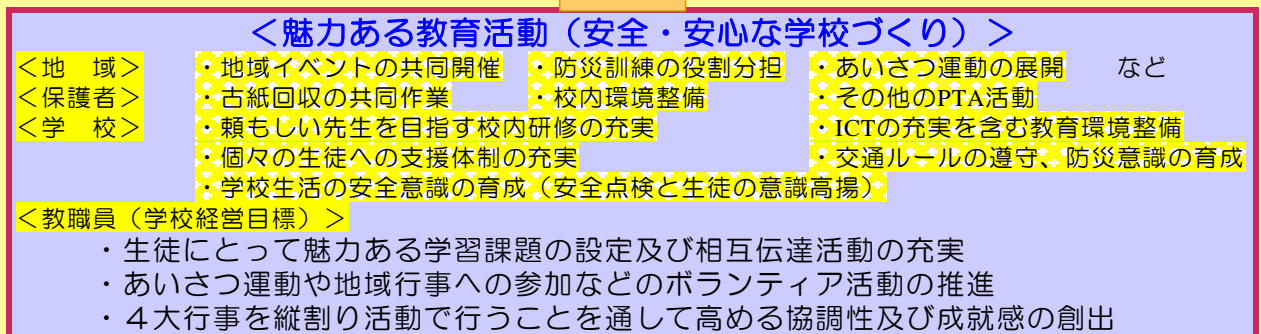 ＜魅力ある教育活動（安全・安心な学校づくり）＞
＜地　域＞　・地域イベントの共同開催　・防災訓練の役割分担　・あいさつ運動の展開　など
＜保護者＞　・古紙回収の共同作業　・校内環境整備　・その他のPTA活動
＜学　校＞　・頼もしい先生を目指す校内研修の充実　・ICTの充実を含む教育環境整備
・個々の生徒への支援体制の充実　・交通ルールの遵守、防災意識の育成
・学校生活の安全意識の育成（安全点検と生徒の意識高揚）
＜教職員（学校経営目標）＞
・生徒にとって魅力ある学習課題の設定及び相互伝達活動の充実
・あいさつ運動や地域行事への参加などのボランティア活動の推進
・４大行事を縦割り活動で行うことを通して高める協調性及び成就感の創出